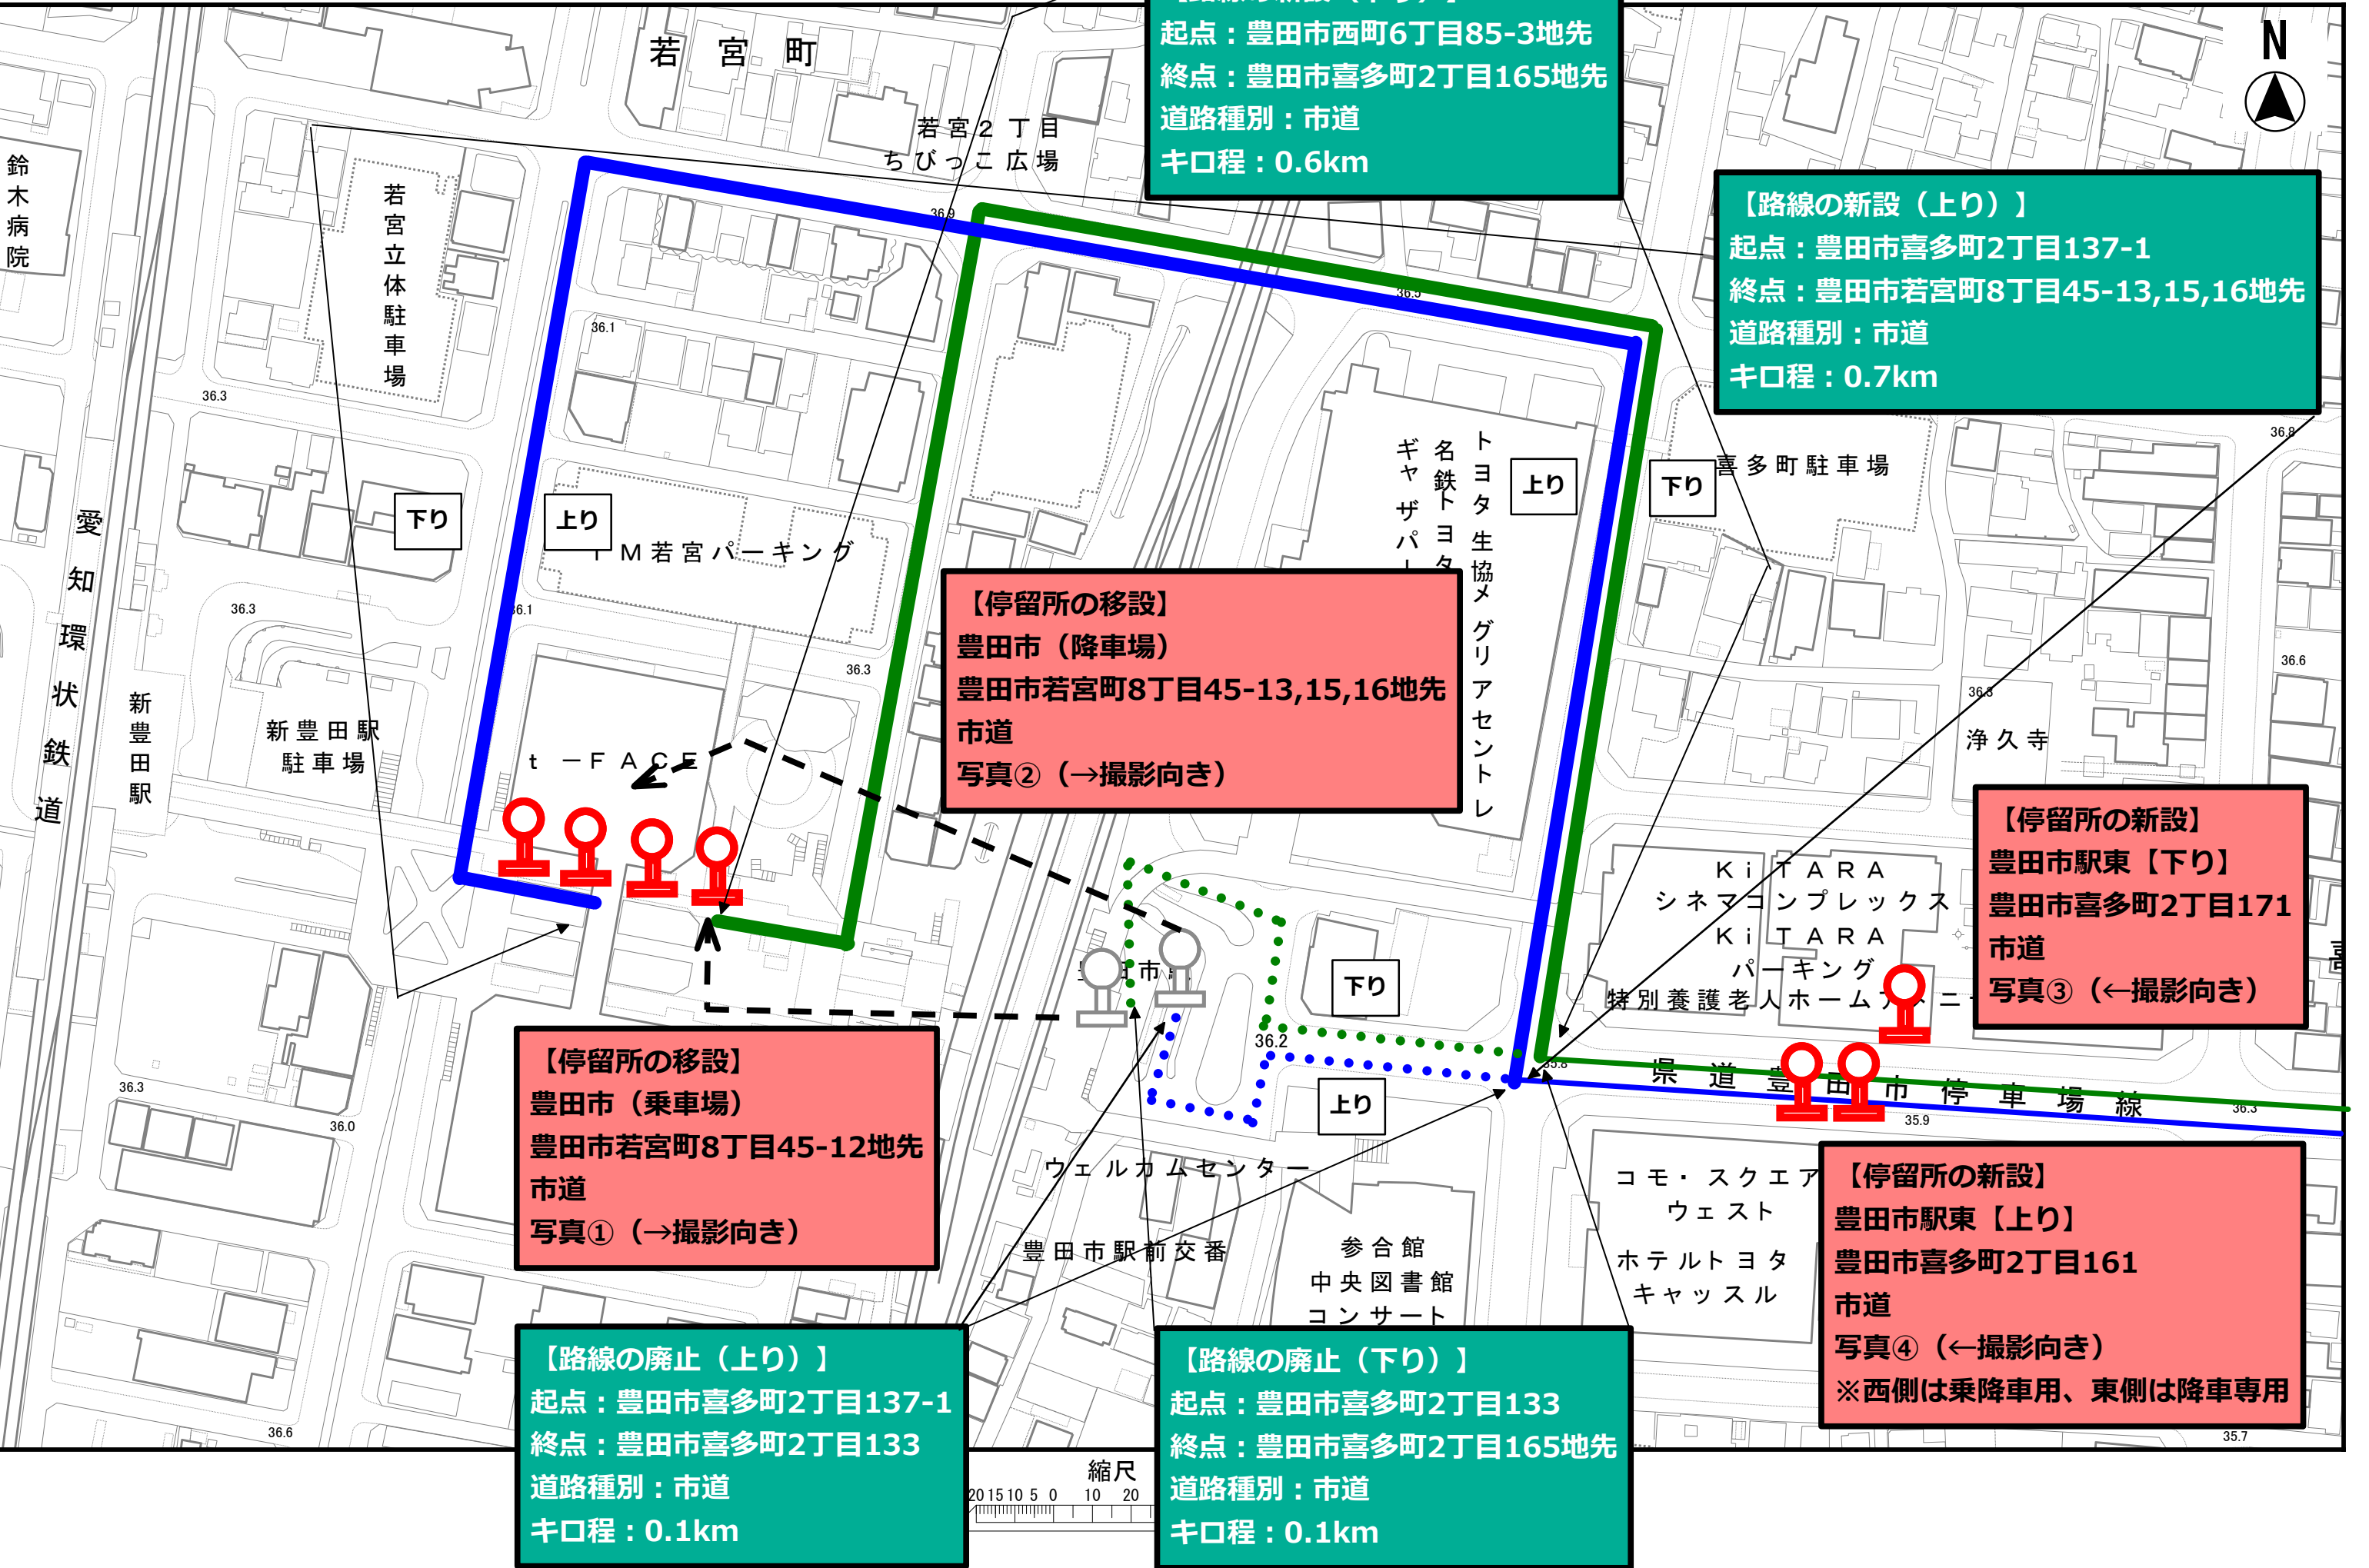 起点：豊田市西町6丁目85-3地先
終点：豊田市喜多町2丁目165地先
道路種別：市道
キロ程：0.6km
N
若宮町
若宮2丁目
ちびっこ広場
鈴木病院
若宮立体駐車場
【路線の新設（上り）】
起点：豊田市喜多町2丁目137-1
終点：豊田市若宮町8丁目45-13,15,16地先
道路種別：市道
キロ程：0.7km
36.9
36.1
36.3
36.8
トヨタ生協メグリアセントレ
名鉄トヨタ
ギャザパー
上り
下り
喜多町駐車場
下り
上り
M若宮パーキング
愛知環状鉄道
36.3
36.1
36.3
36.6
36.3
【停留所の移設】
豊田市（降車場）
豊田市若宮町8丁目45-13,15,16地先
市道
写真②（→撮影向き）
新豊田駅
新豊田駅
駐車場
t－FACE
浄久寺
【停留所の新設】
豊田市駅東【下り】
豊田市喜多町2丁目171
市道
写真③（←撮影向き）
KiTARA
シネマコンプレックス
KiTARA
パーキング
特別養護老人ホーム
下り
36.2
35.8
上り
県道豊田市停車場線
36.3
35.9
【停留所の移設】
豊田市（乗車場）
豊田市若宮町8丁目45-12地先
市道
写真①（→撮影向き）
36.3
36.0
ウェルカムセンター
豊田市駅前交番
参合館
中央図書館
コンサート
コモ・スクエア
ウェスト
ホテルトヨタ
キャッスル
【停留所の新設】
豊田市駅東【上り】
豊田市喜多町2丁目161
市道
写真④（←撮影向き）
※西側は乗降車用、東側は降車専用
36.6
35.7
【路線の廃止（上り）】
起点：豊田市喜多町2丁目137-1
終点：豊田市喜多町2丁目133
道路種別：市道
キロ程：0.1km
【路線の廃止（下り）】
起点：豊田市喜多町2丁目133
終点：豊田市喜多町2丁目165地先
道路種別：市道
キロ程：0.1km
縮尺
20 15 10 5 0 10 20